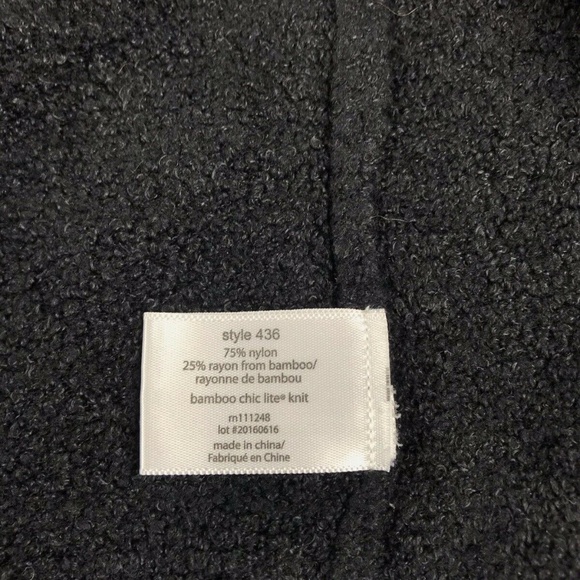 style 436
75% nylon
25% rayon from bamboo/
rayonne de bambou
bamboo chic lite® knit
rn111248
lot #20160616
made in china/
Fabriqué en Chine